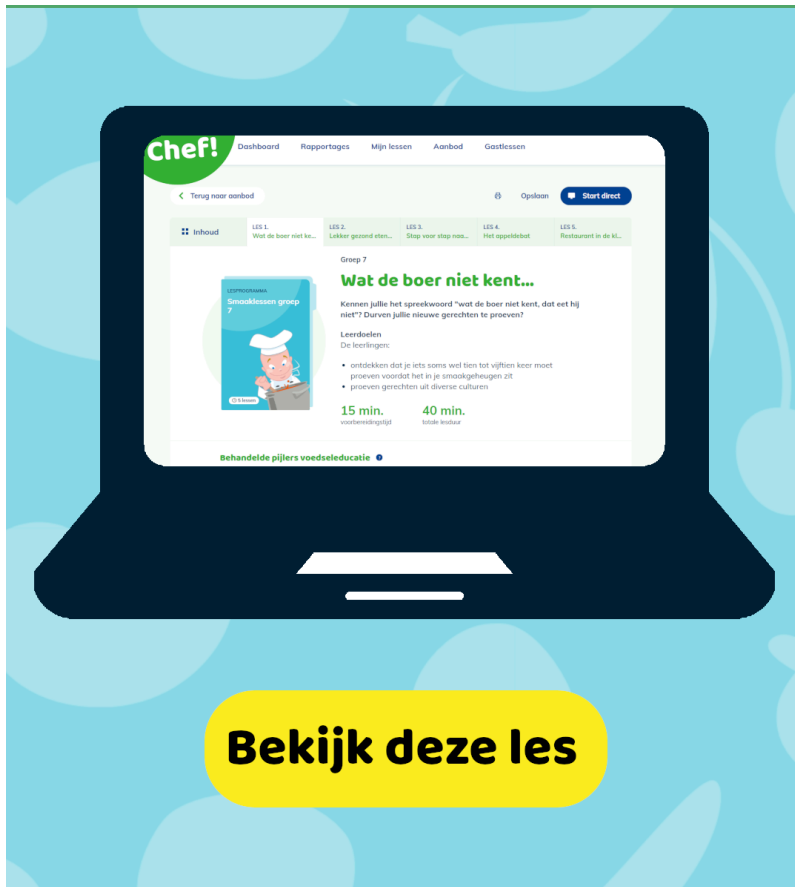 Chef!
Dashboard Rapportages Mijn lessen Aanbod Gastlessen
Terug naar aanbod Opslaan Start direct
Inhoud
LES 1.
Wat de boer niet ke...
LES 2.
Lekker gezond eten...
LES 3.
Stap voor stap naa...
LES 4.
Het appeldebat
LES 5.
Restaurant in de kl...
LESPROGRAMMA
Smaaklessen groep
7
5 lessen
Groep 7
Wat de boer niet kent...
Kennen jullie het spreekwoord "wat de boer niet kent, dat eet hij
niet"? Durven jullie nieuwe gerechten te proeven?
Leerdoelen
De leerlingen:
• ontdekken dat je iets soms wel tien tot vijftien keer moet
proeven voordat het in je smaakgeheugen zit
• proeven gerechten uit diverse culturen
15 min. 40 min.
voorbereidingstijd totale lesduur
Behandelde pijlers voedseleducatie
Bekijk deze les